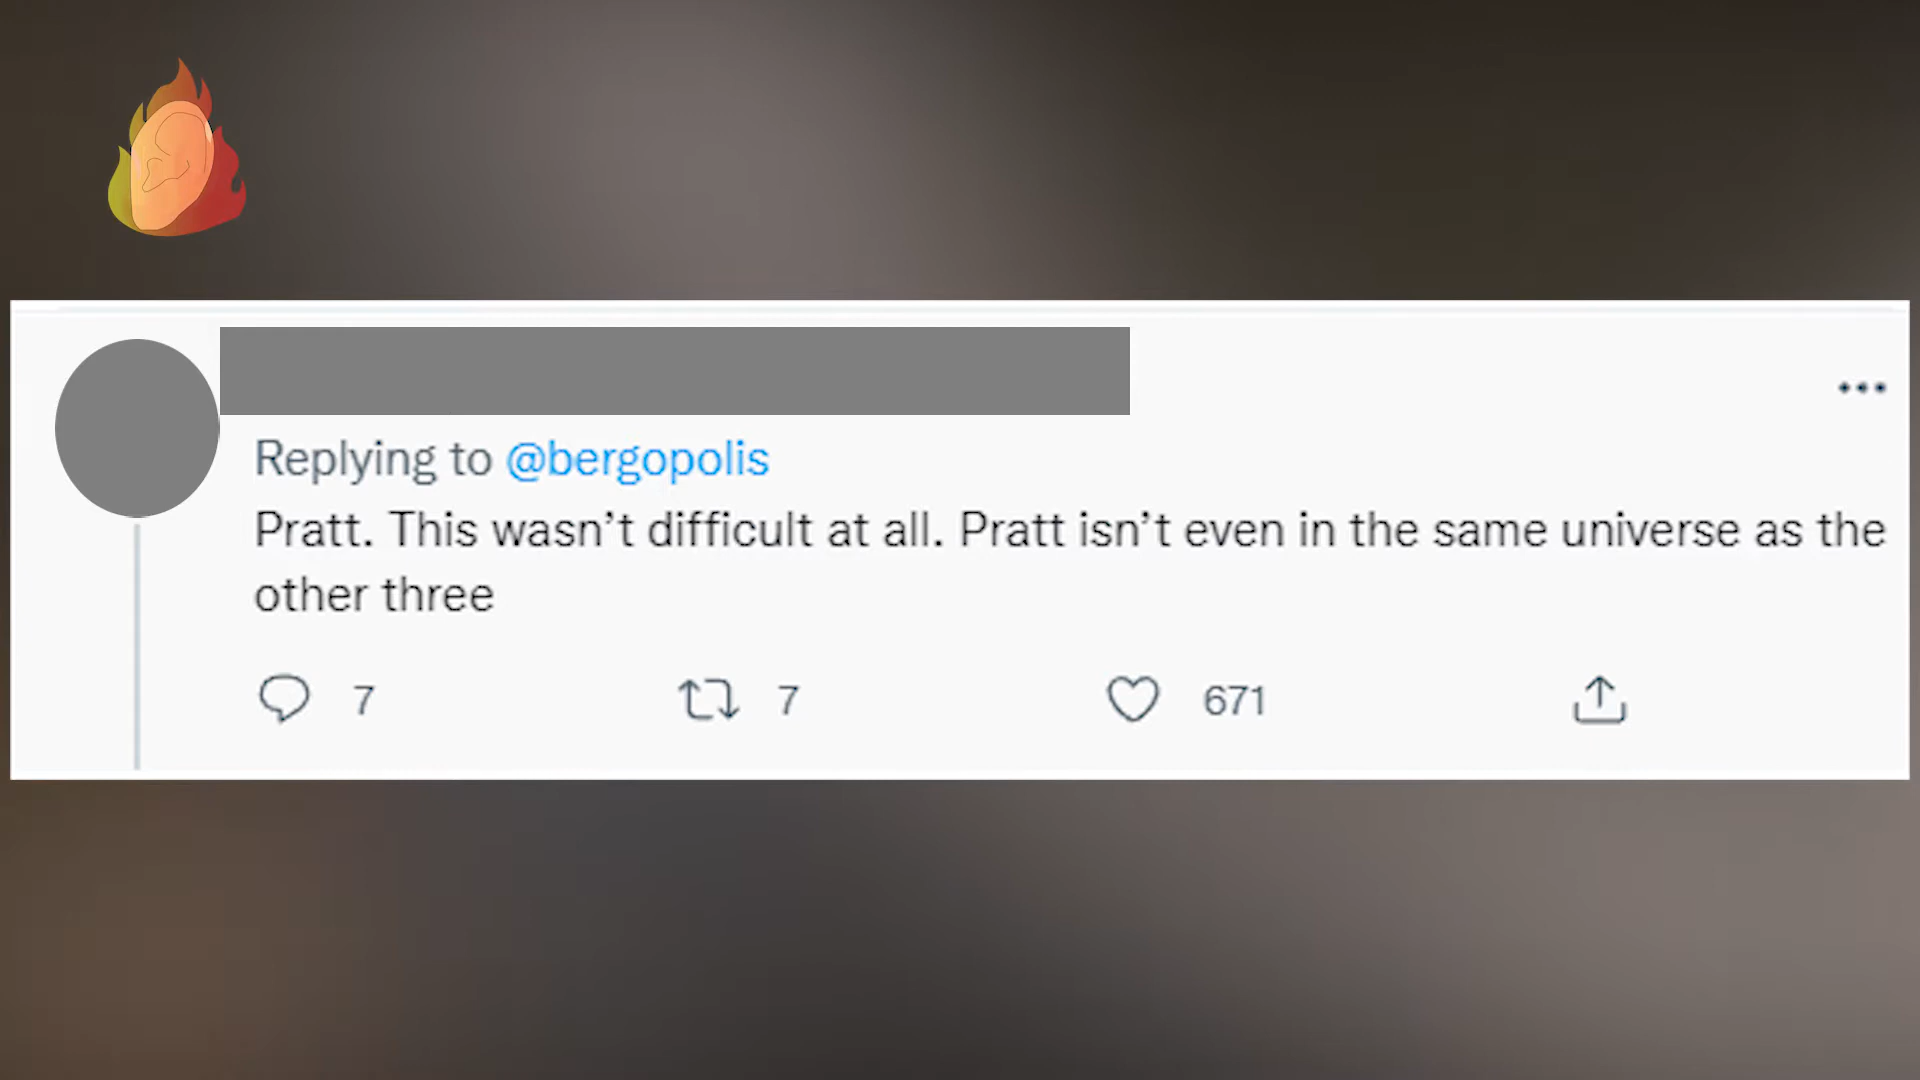 Replying to @bergopolis
Pratt. This wasn’t difficult at all. Pratt isn’t even in the same universe as the
other three
7 7 671